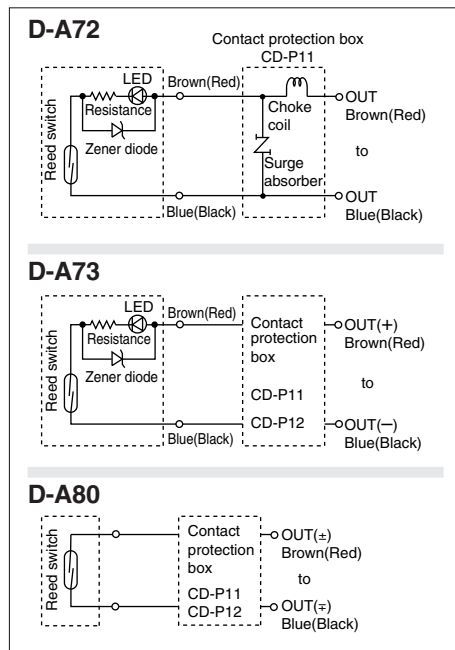 D-A72
Contact protection box
CD-P11
LED
Brown(Red)
Resistance
Zener diode
Reed switch
Choke
coil
Surge
absorber
OUT
Brown(Red)
to
Blue(Black)
OUT
Blue(Black)
D-A73
LED
Brown(Red)
Resistance
Zener diode
Reed switch
Contact
protection
box
CD-P11
CD-P12
OUT(+)
Brown(Red)
to
Blue(Black)
OUT(−)
Blue(Black)
D-A80
Reed switch
Contact
protection
box
CD-P11
CD-P12
OUT(±)
Brown(Red)
to
OUT(∓)
Blue(Black)